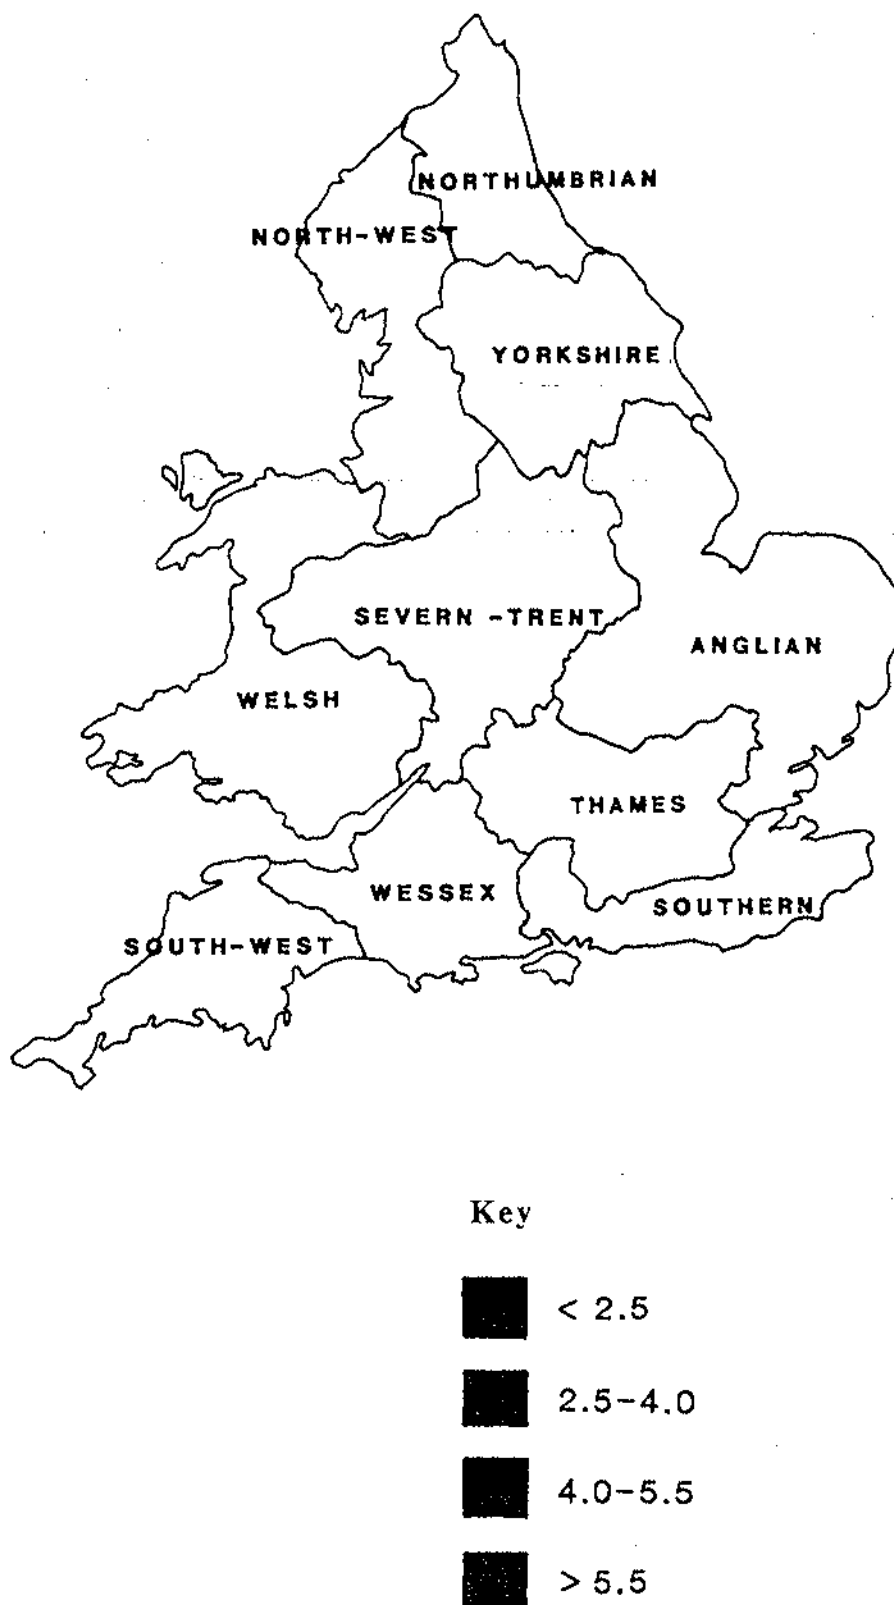 NORTHUMBRIAN
NORTH-WEST
YORKSHIRE
SEVERN -TRENT
ANGLIAN
WELSH
THAMES
WESSEX
SOUTHERN
SOUTH-WEST
Key
< 2.5
2.5-4.0
4.0-5.5
> 5.5